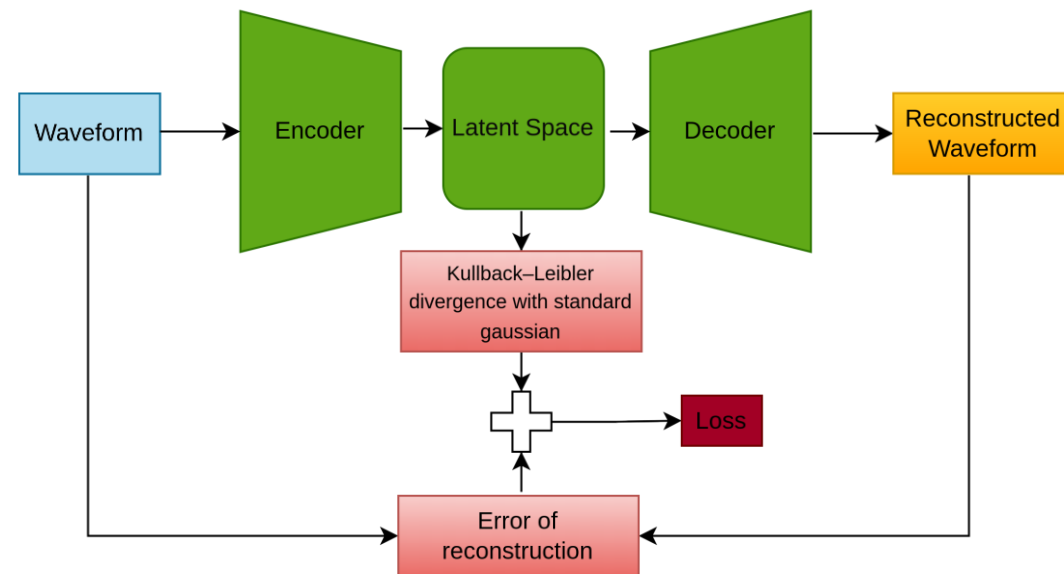 Waveform
Encoder
Latent Space
Decoder
Reconstructed
Waveform
Kullback–Leibler
divergence with standard
gaussian
Loss
Error of
reconstruction